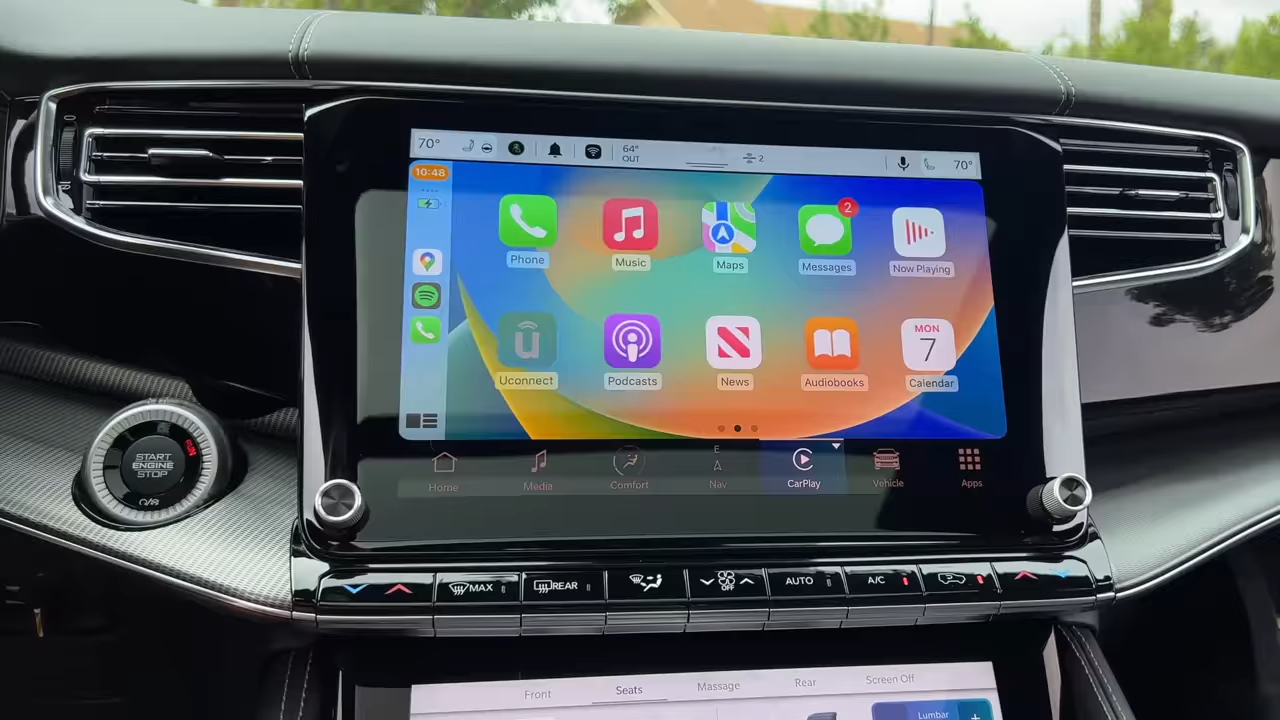 70°
64°
OUT
2
70°
10:48
2
Phone
Music
Maps
Messages
Now Playing
u
MON
7
Uconnect
Podcasts
News
Audiobooks
Calendar
START
ENGINE
STOP
RUN
E
A
Home
Media
Comfort
Nav
CarPlay
Vehicle
Apps
MAX
REAR
OFF
AUTO
A/C
Front
Seats
Massage
Rear
Screen Off
Lumbar
+